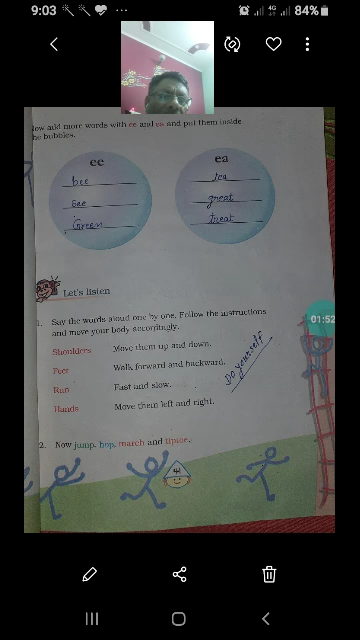 9:03
4G
84%
Now add more words with ee and ea and put them inside
the bubbles.
ee
ea
bee
tea
see
great
Green
treat
Let's listen
1. Say the words aloud one by one. Follow the instructions
and move your body accordingly.
01:52
Shoulders Move them up and down.
Feet Walk forward and backward.
Run Fast and slow.
Hands Move them left and right.
Do yourself
2. Now jump, hop, march and tiptoe.